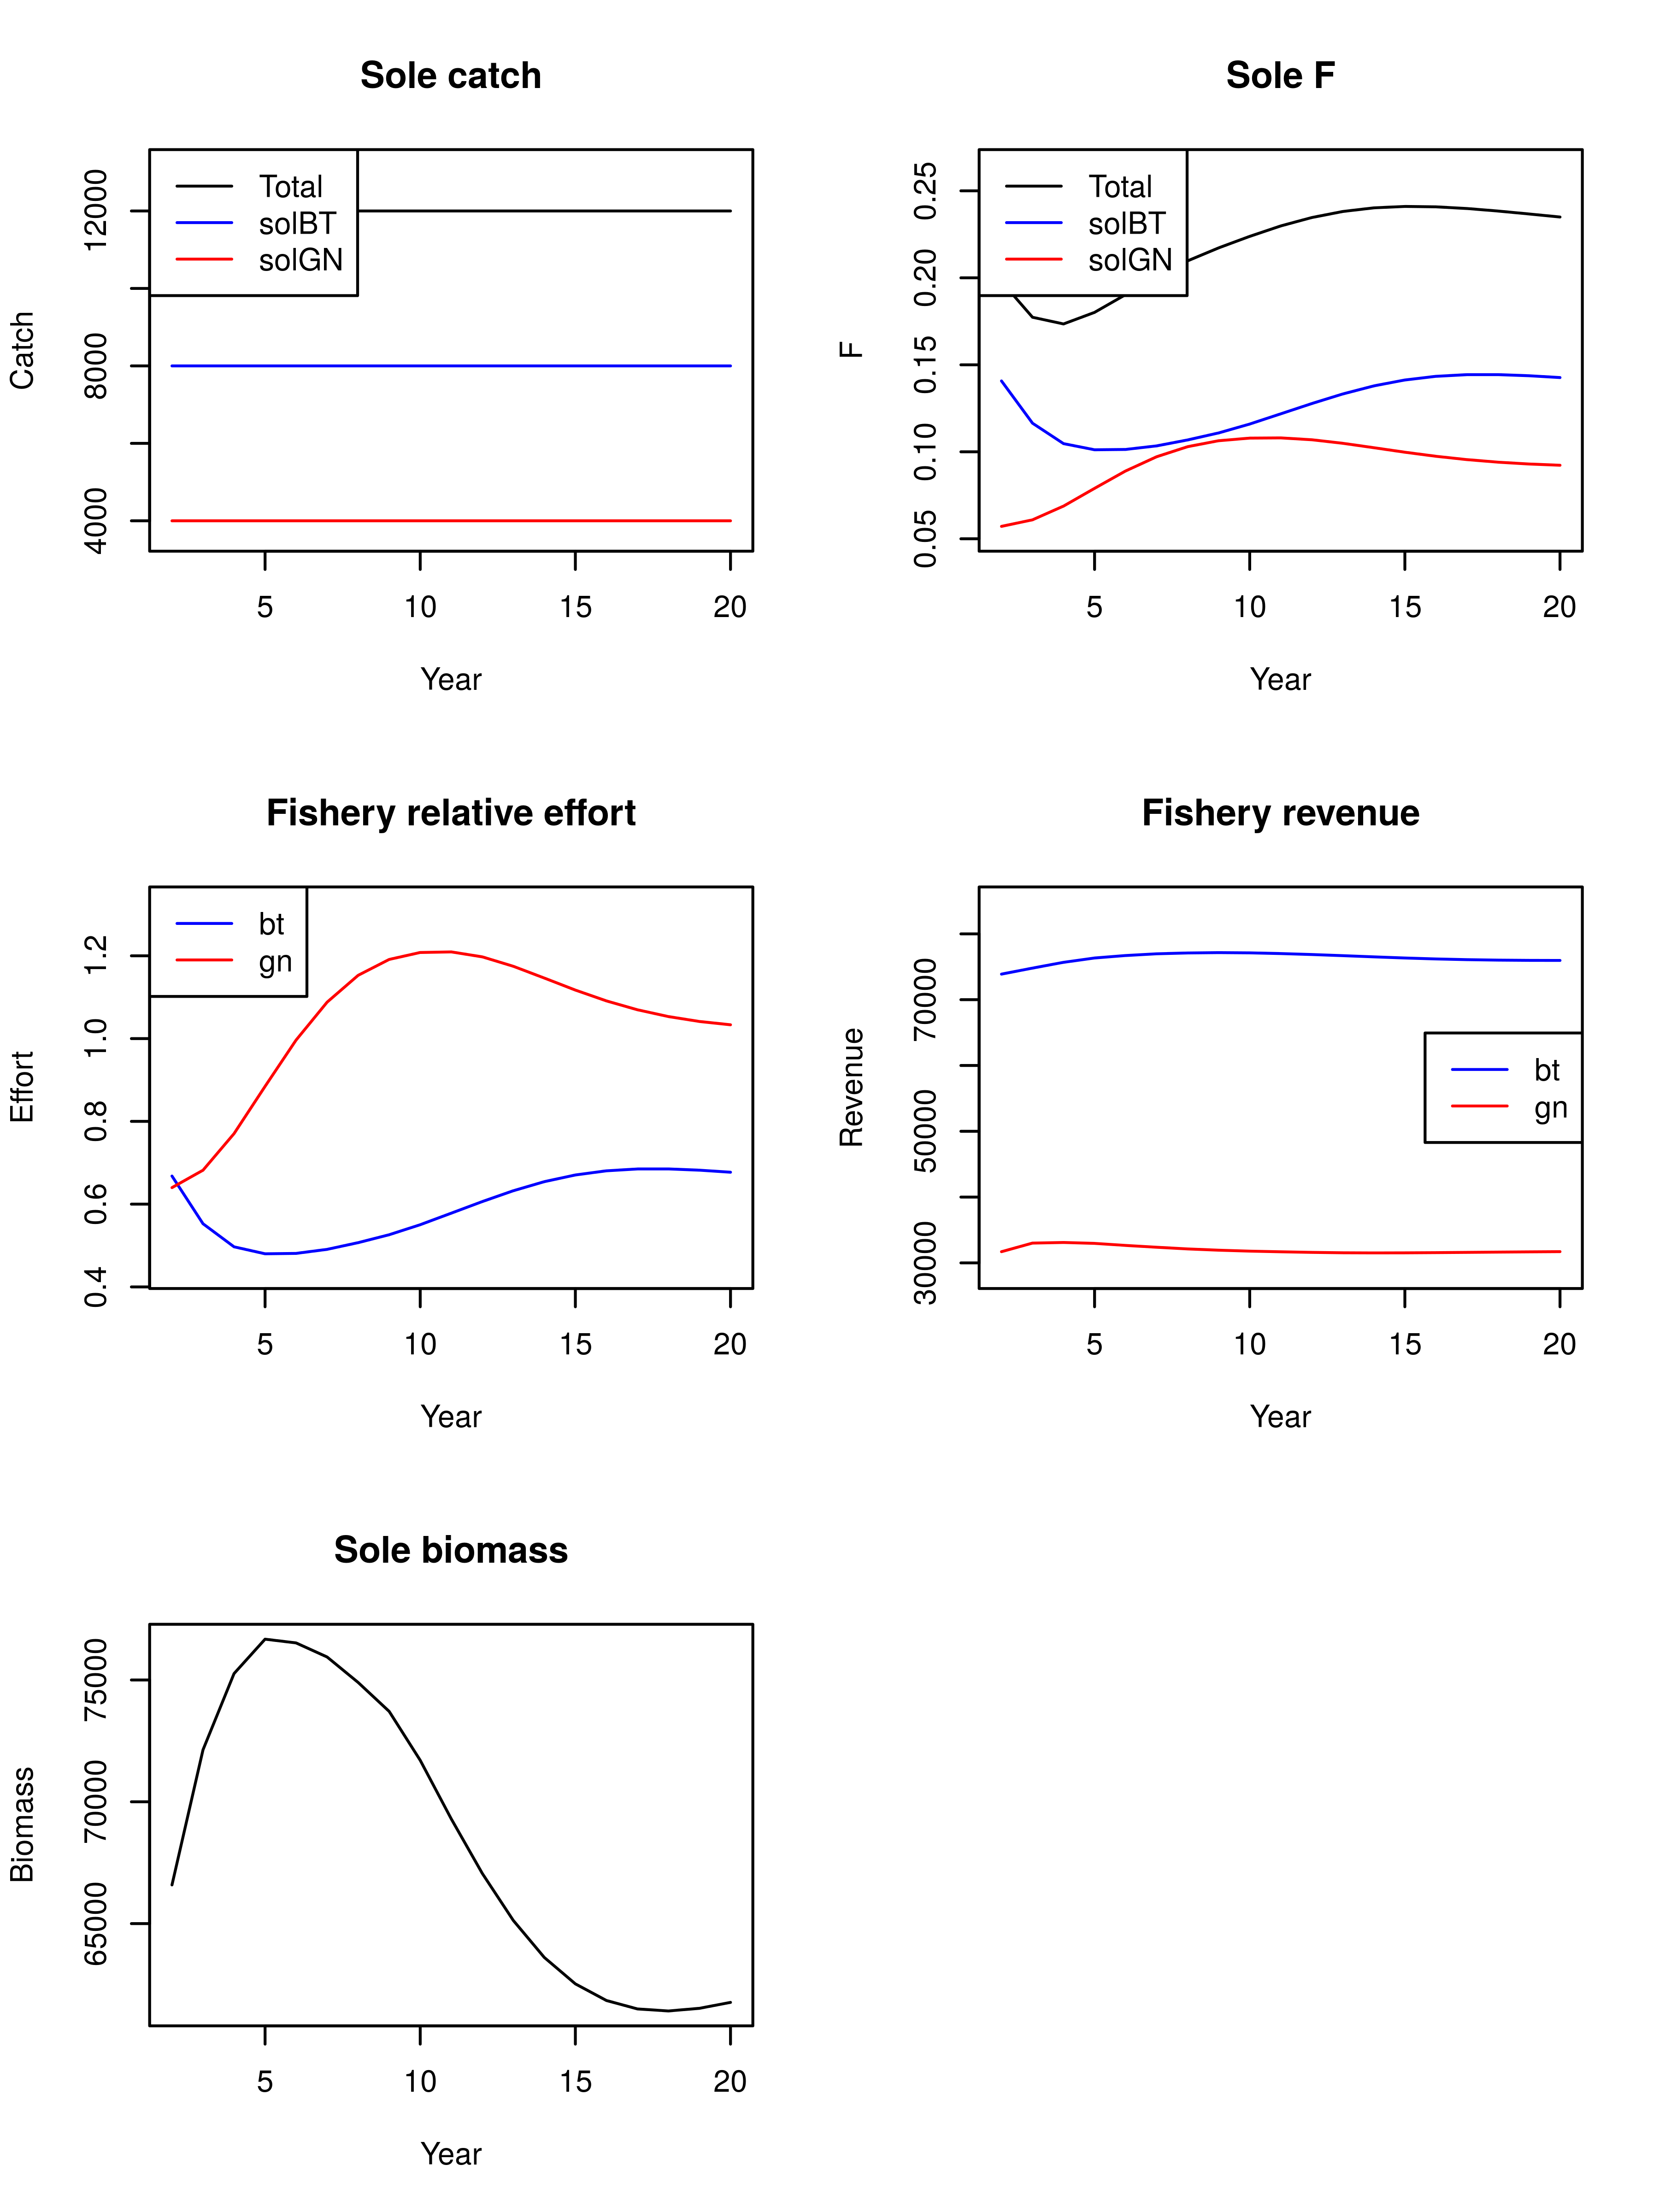 Sole catch
Catch
12000
8000
4000
Total
solBT
solGN
5 10 15 20
Year
Sole F
F
0.25
0.20
0.15
0.10
0.05
Total
solBT
solGN
5 10 15 20
Year
Fishery relative effort
Effort
1.2
1.0
0.8
0.6
0.4
bt
gn
5 10 15 20
Year
Fishery revenue
Revenue
70000
50000
30000
bt
gn
5 10 15 20
Year
Sole biomass
Biomass
75000
70000
65000
5 10 15 20
Year